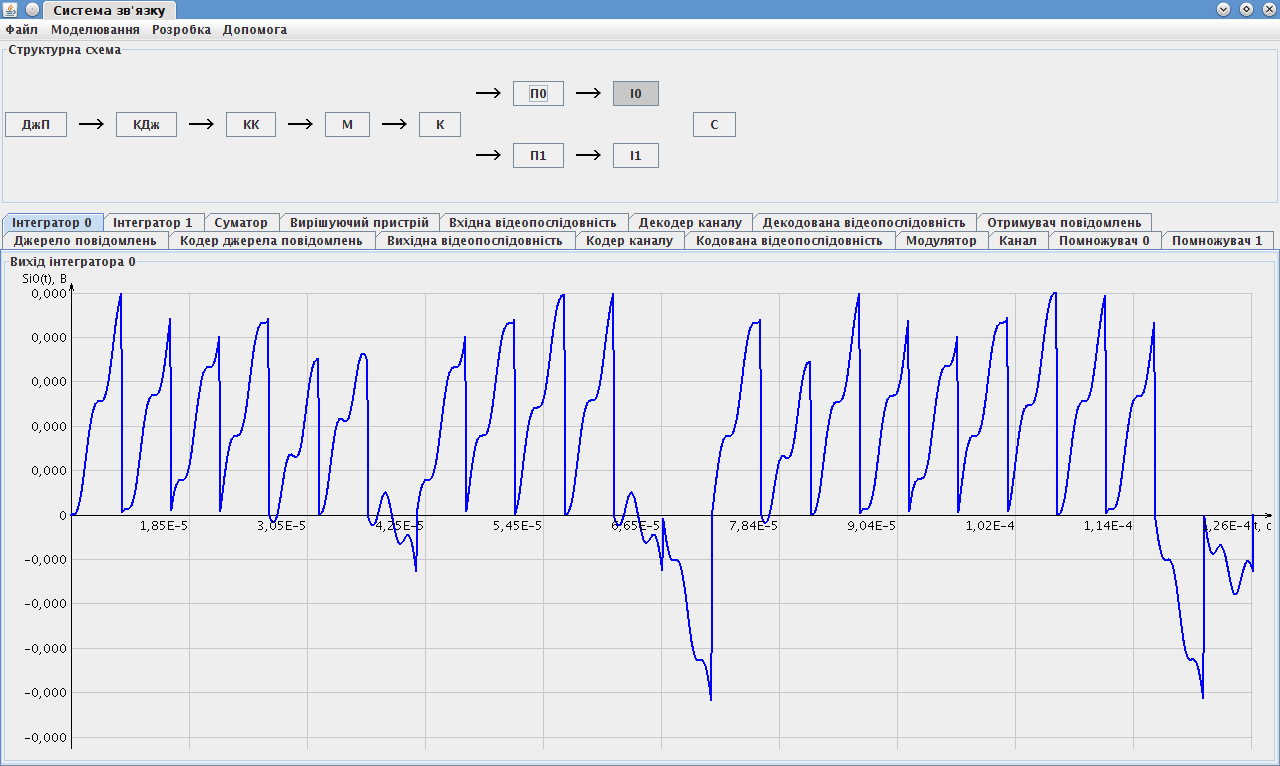 Система зв'язку
Файл Моделювання Розробка Допомога
Структурна схема
П0 І0
ДжП КДж КК М К С
П1 І1
Інтегратор 0 Інтегратор 1 Суматор Вирішуючий пристрій Вхідна відеопослідовність Декодер каналу Декодована відеопослідовність Отримувач повідомлень
Джерело повідомлень Кодер джерела повідомлень Вихідна відеопослідовність Кодер каналу Кодована відеопослідовність Модулятор Канал Помножувач 0 Помножувач 1
Вихід інтегратора 0
Si0(t), В
0,000
0,000
0,000
0,000
0,000
0
1,85E-5 3,05E-5 4,25E-5 5,45E-5 6,65E-5 7,84E-5 9,04E-5 1,02E-4 1,14E-4 ,26E-4 t, с
-0,000
-0,000
-0,000
-0,000
-0,000